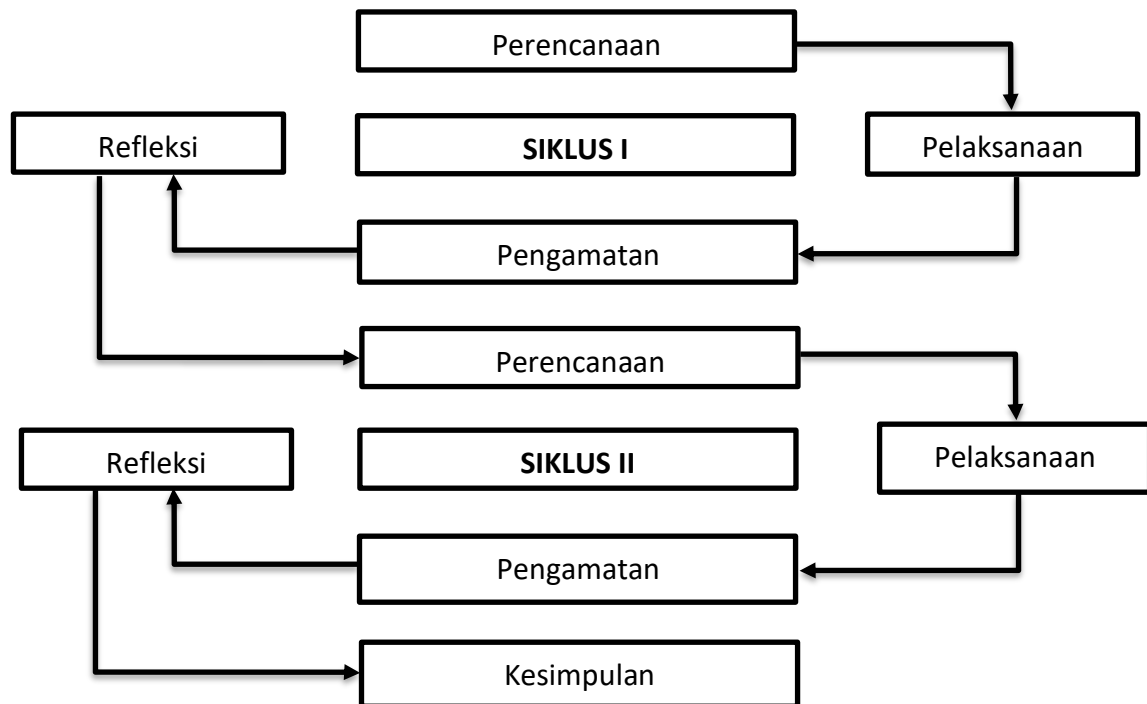 Perencanaan
Refleksi
SIKLUS I
Pelaksanaan
Pengamatan
Perencanaan
Refleksi
SIKLUS II
Pelaksanaan
Pengamatan
Kesimpulan